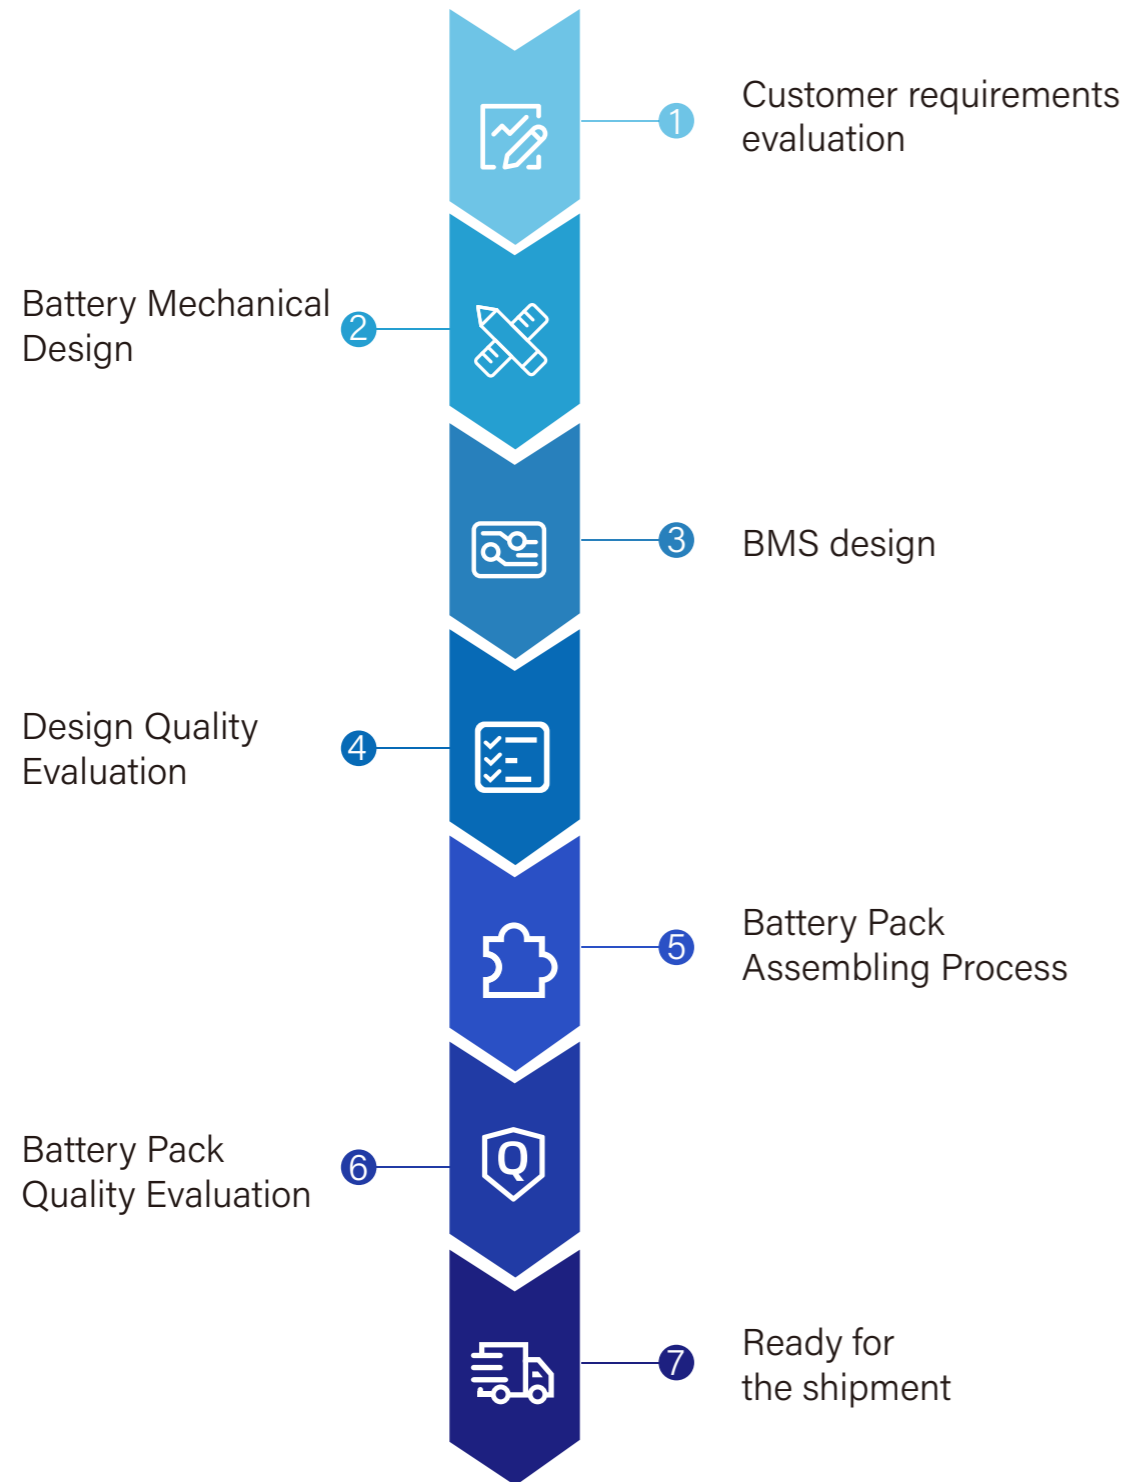 1
Customer requirements
evaluation
Battery Mechanical
Design
2
3
BMS design
Design Quality
Evaluation
4
5
Battery Pack
Assembling Process
Battery Pack
Quality Evaluation
6
Q
7
Ready for
the shipment